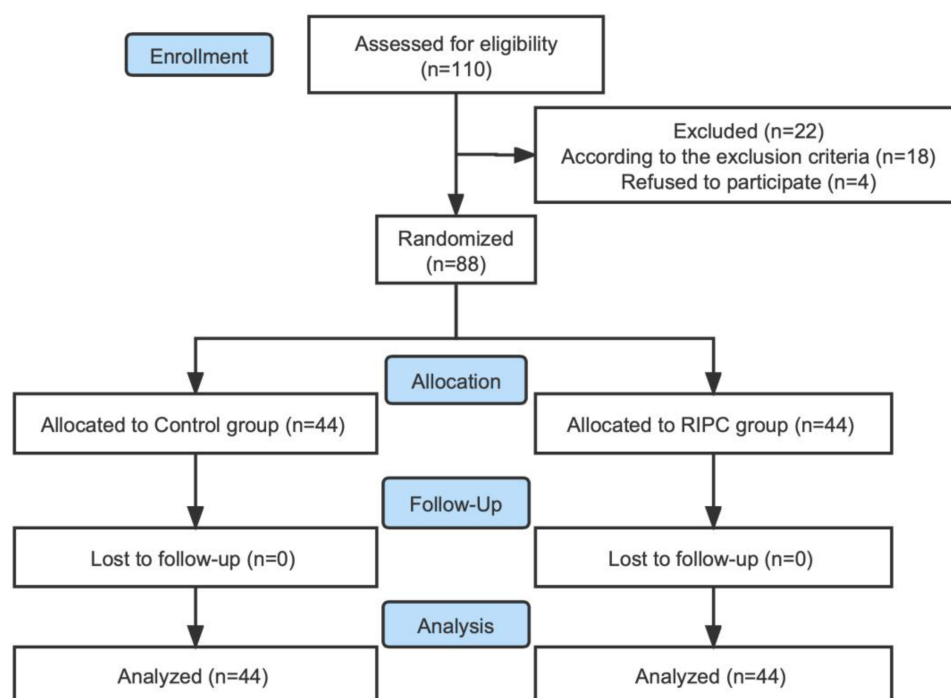 Enrollment
Assessed for eligibility
(n=110)
Excluded (n=22)
According to the exclusion criteria (n=18)
Refused to participate (n=4)
Randomized
(n=88)
Allocation
Allocated to Control group (n=44)
Allocated to RIPC group (n=44)
Follow-Up
Lost to follow-up (n=0)
Lost to follow-up (n=0)
Analysis
Analyzed (n=44)
Analyzed (n=44)